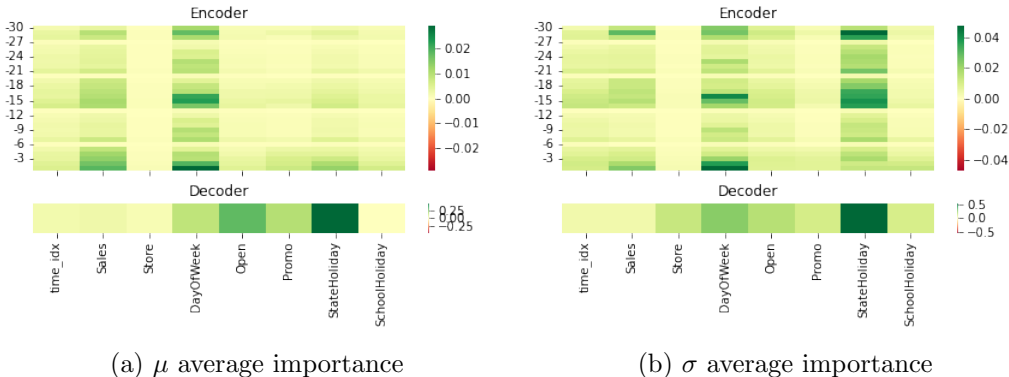 Encoder
-30
-27
-24
-21
-18
-15
-12
-9
-6
-3
0.02
0.01
0.00
−0.01
−0.02
Decoder
0.25
0.00
−0.25
time_idx
Sales
Store
DayOfWeek
Open
Promo
StateHoliday
SchoolHoliday
(a) μ average importance
Encoder
-30
-27
-24
-21
-18
-15
-12
-9
-6
-3
0.04
0.02
0.00
−0.02
−0.04
Decoder
0.5
0.0
−0.5
time_idx
Sales
Store
DayOfWeek
Open
Promo
StateHoliday
SchoolHoliday
(b) σ average importance